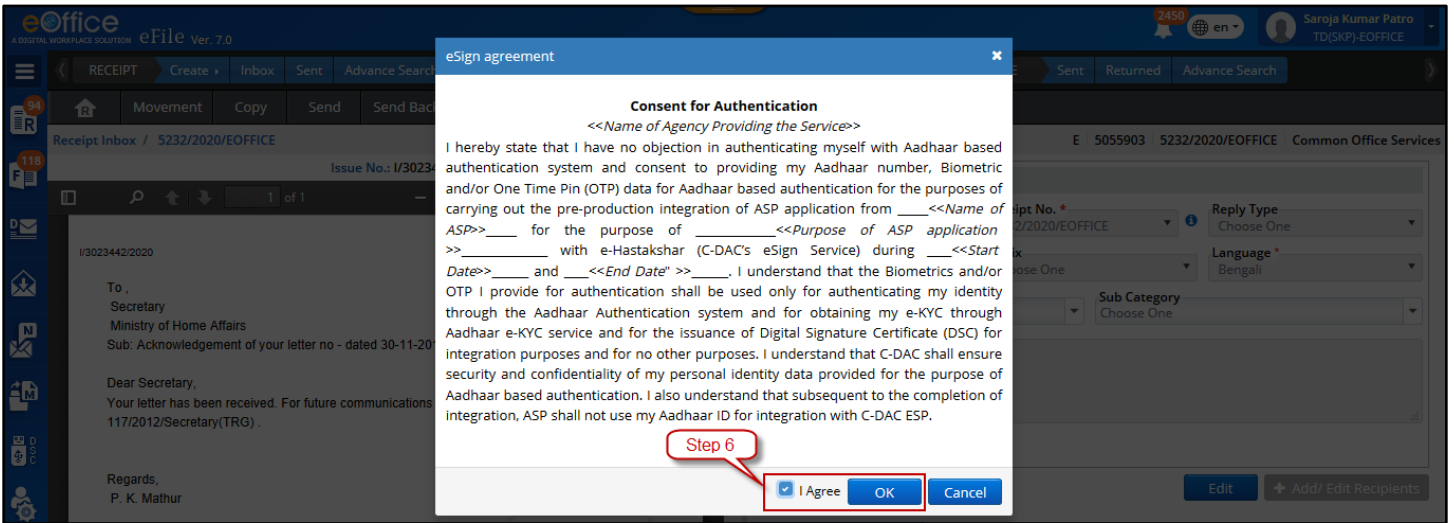 eOffice
A DIGITAL WORKPLACE SOLUTION eFile Ver. 7.0
2450
en
Saroja Kumar Patro
TD(SKP)-EOFFICE
RECEIPT Create Inbox Sent Advance Search
Sent Returned Advance Search
94
R
Movement Copy Send Send Back
Receipt Inbox / 5232/2020/EOFFICE
E 5055903 5232/2020/EOFFICE Common Office Services
118
F
Issue No.: I/30234
1 of 1
I/3023442/2020
To ,
Secretary
Ministry of Home Affairs
Sub: Acknowledgement of your letter no - dated 30-11-201
Dear Secretary,
Your letter has been received. For future communications
117/2012/Secretary(TRG) .
Regards,
P. K. Mathur
D
N
M
DSC
eSign agreement
Consent for Authentication
<<Name of Agency Providing the Service>>
I hereby state that I have no objection in authenticating myself with Aadhaar based
authentication system and consent to providing my Aadhaar number, Biometric
and/or One Time Pin (OTP) data for Aadhaar based authentication for the purposes of
carrying out the pre-production integration of ASP application from ____<<Name of
ASP>>____ for the purpose of __________<<Purpose of ASP application
>>___________ with e-Hastakshar (C-DAC's eSign Service) during ___<<Start
Date>>_____ and ___<<End Date" >>_____. I understand that the Biometrics and/or
OTP I provide for authentication shall be used only for authenticating my identity
through the Aadhaar Authentication system and for obtaining my e-KYC through
Aadhaar e-KYC service and for the issuance of Digital Signature Certificate (DSC) for
integration purposes and for no other purposes. I understand that C-DAC shall ensure
security and confidentiality of my personal identity data provided for the purpose of
Aadhaar based authentication. I also understand that subsequent to the completion of
integration, ASP shall not use my Aadhaar ID for integration with C-DAC ESP.
Step 6
I Agree OK Cancel
ipt No. * Reply Type
2/2020/EOFFICE Choose One
ix Language *
ose One Bengali
Sub Category
Choose One
Edit + Add/ Edit Recipients